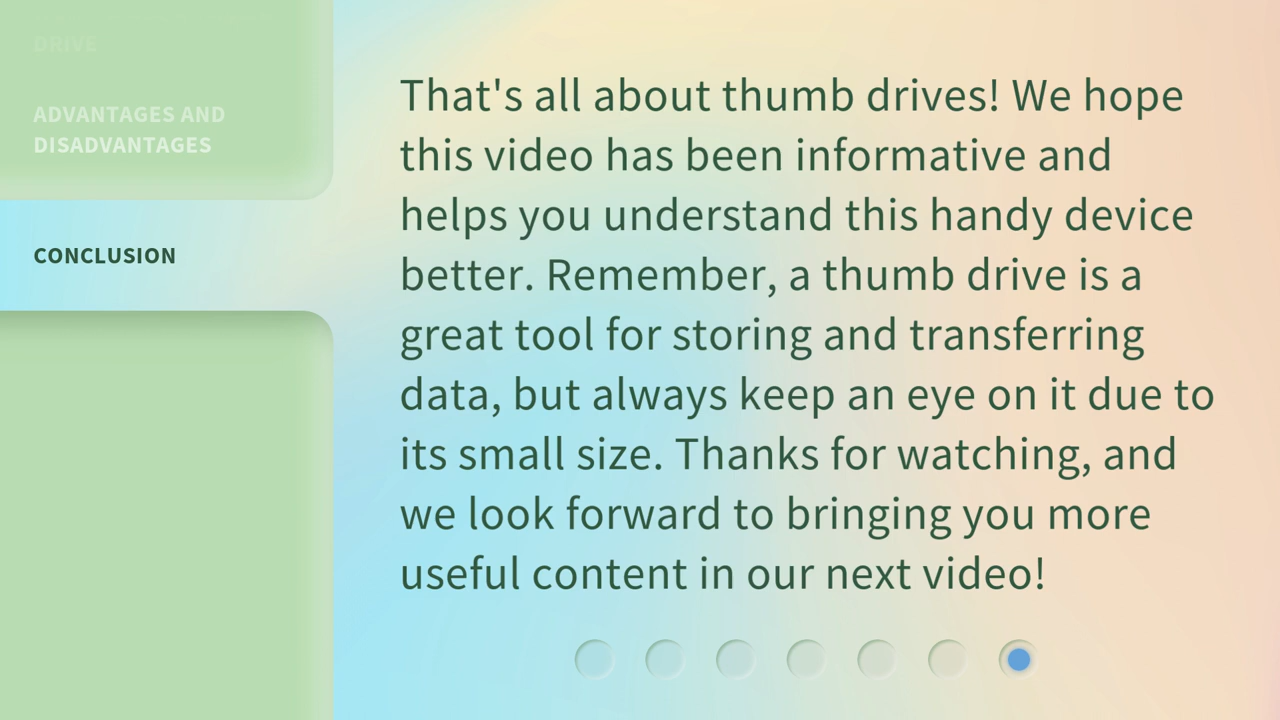 DRIVE
ADVANTAGES AND
DISADVANTAGES
CONCLUSION
That's all about thumb drives! We hope
this video has been informative and
helps you understand this handy device
better. Remember, a thumb drive is a
great tool for storing and transferring
data, but always keep an eye on it due to
its small size. Thanks for watching, and
we look forward to bringing you more
useful content in our next video!